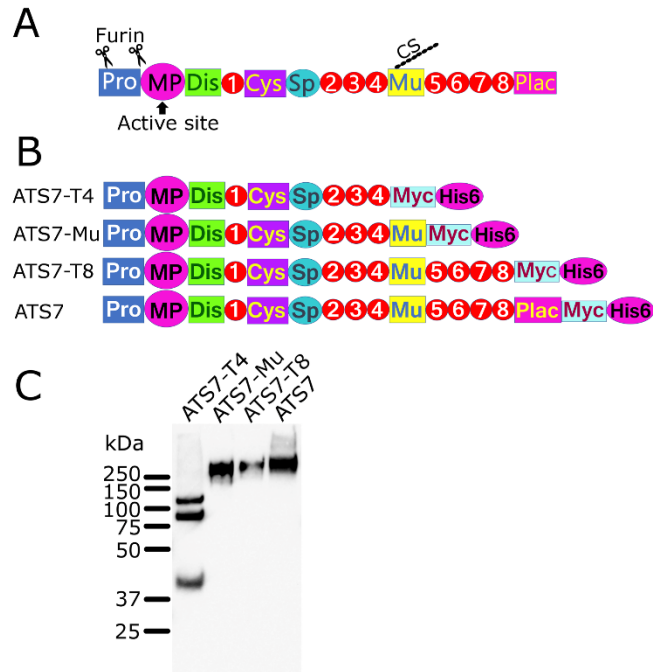 A
Furin
CS
Pro MP Dis 1 Cys Sp 2 3 4 Mu 5 6 7 8 Plac
Active site
B
ATS7-T4 Pro MP Dis 1 Cys Sp 2 3 4 Myc His6
ATS7-Mu Pro MP Dis 1 Cys Sp 2 3 4 Mu Myc His6
ATS7-T8 Pro MP Dis 1 Cys Sp 2 3 4 Mu 5 6 7 8 Myc His6
ATS7 Pro MP Dis 1 Cys Sp 2 3 4 Mu 5 6 7 8 Plac Myc His6
C
ATS7-T4 ATS7-Mu ATS7-T8 ATS7
kDa
250
150
100
75
50
37
25